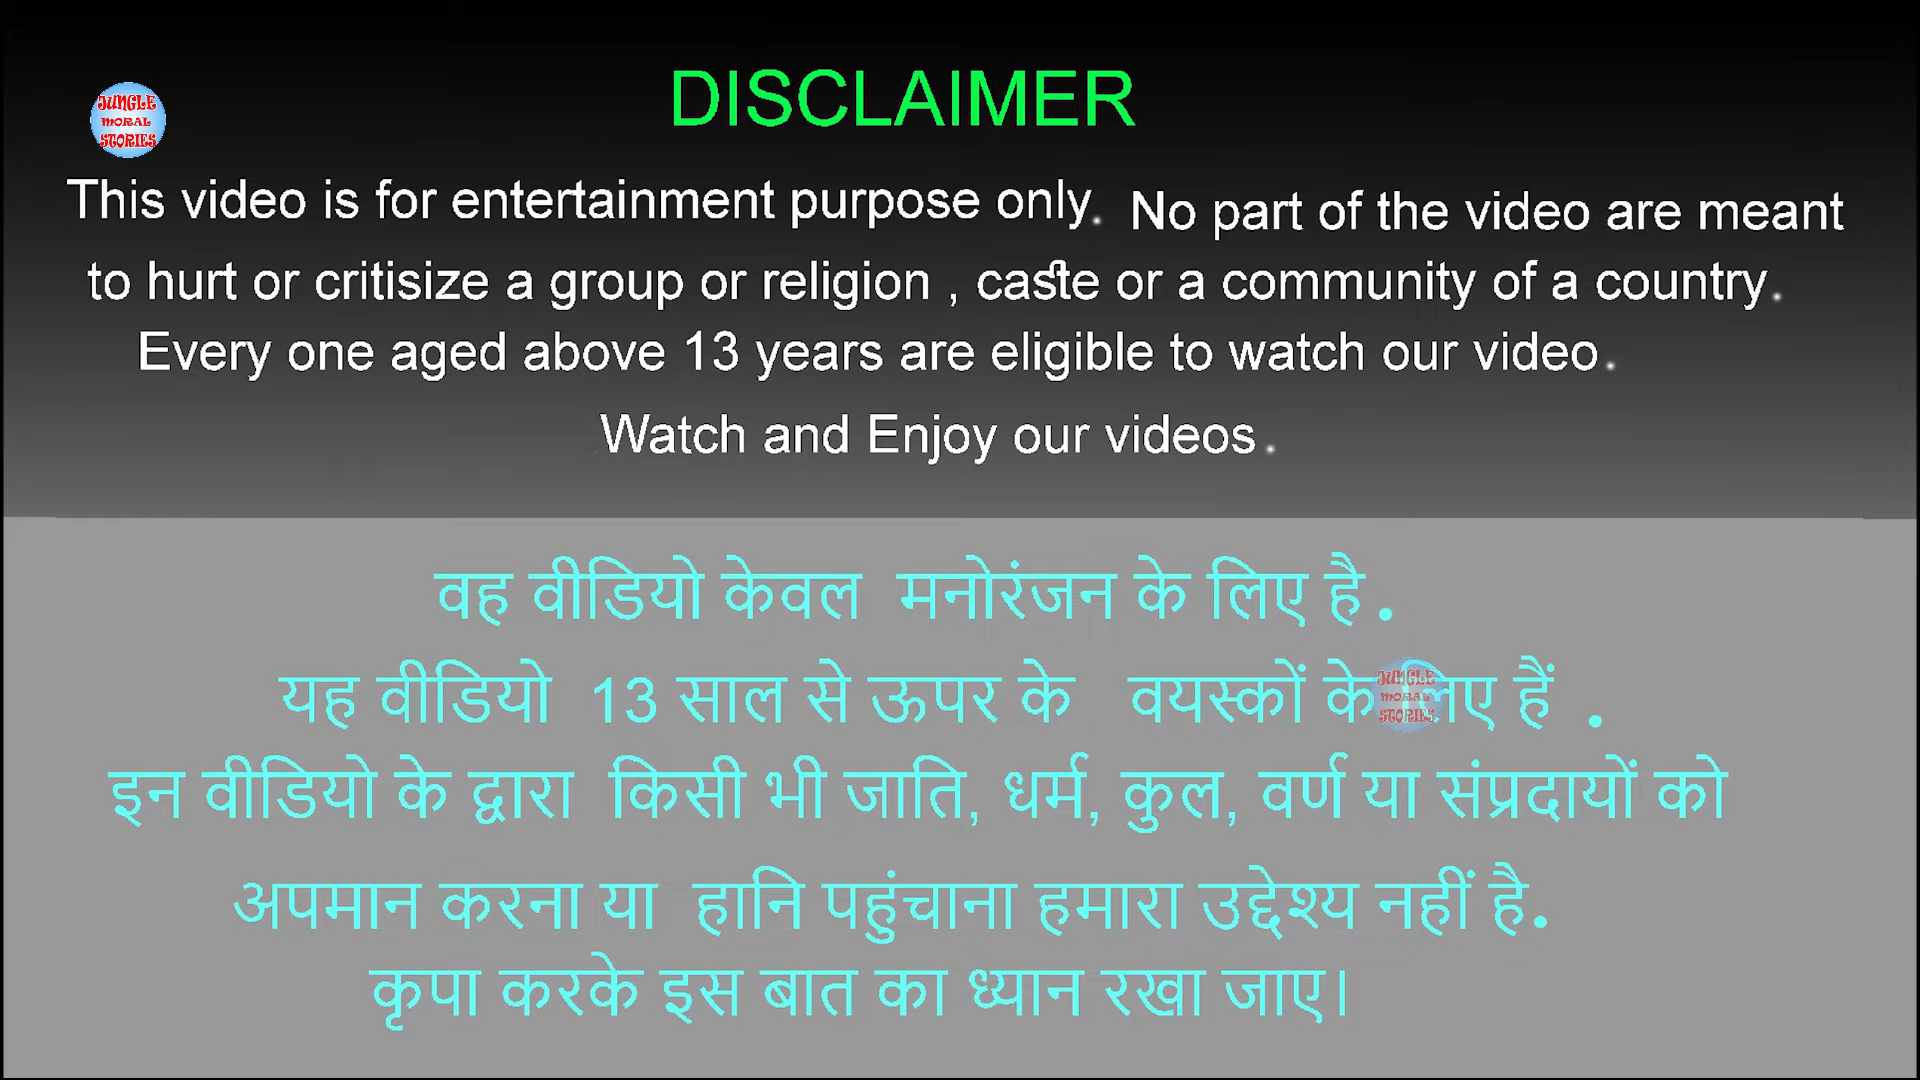 DISCLAIMER
JUNGLE
MORAL
STORIES
This video is for entertainment purpose only. No part of the video are meant
to hurt or critisize a group or religion , caste or a community of a country.
Every one aged above 13 years are eligible to watch our video.
Watch and Enjoy our videos.
वह वीडियो केवल मनोरंजन के लिए है.
यह वीडियो 13 साल से ऊपर के वयस्कों के लिए हैं .
JUNGLE
MORAL
STORIES
इन वीडियो के द्वारा किसी भी जाति, धर्म, कुल, वर्ण या संप्रदायों को
अपमान करना या हानि पहुंचाना हमारा उद्देश्य नहीं है.
कृपा करके इस बात का ध्यान रखा जाए।